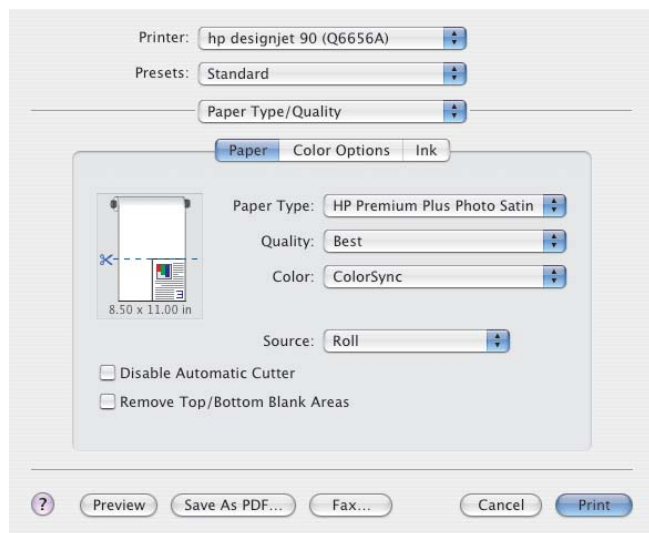 Printer: hp designjet 90 (Q6656A)
Presets: Standard
Paper Type/Quality
Paper Color Options Ink
Paper Type: HP Premium Plus Photo Satin
Quality: Best
Color: ColorSync
8.50 x 11.00 in
Source: Roll
Disable Automatic Cutter
Remove Top/Bottom Blank Areas
? Preview Save As PDF... Fax... Cancel Print